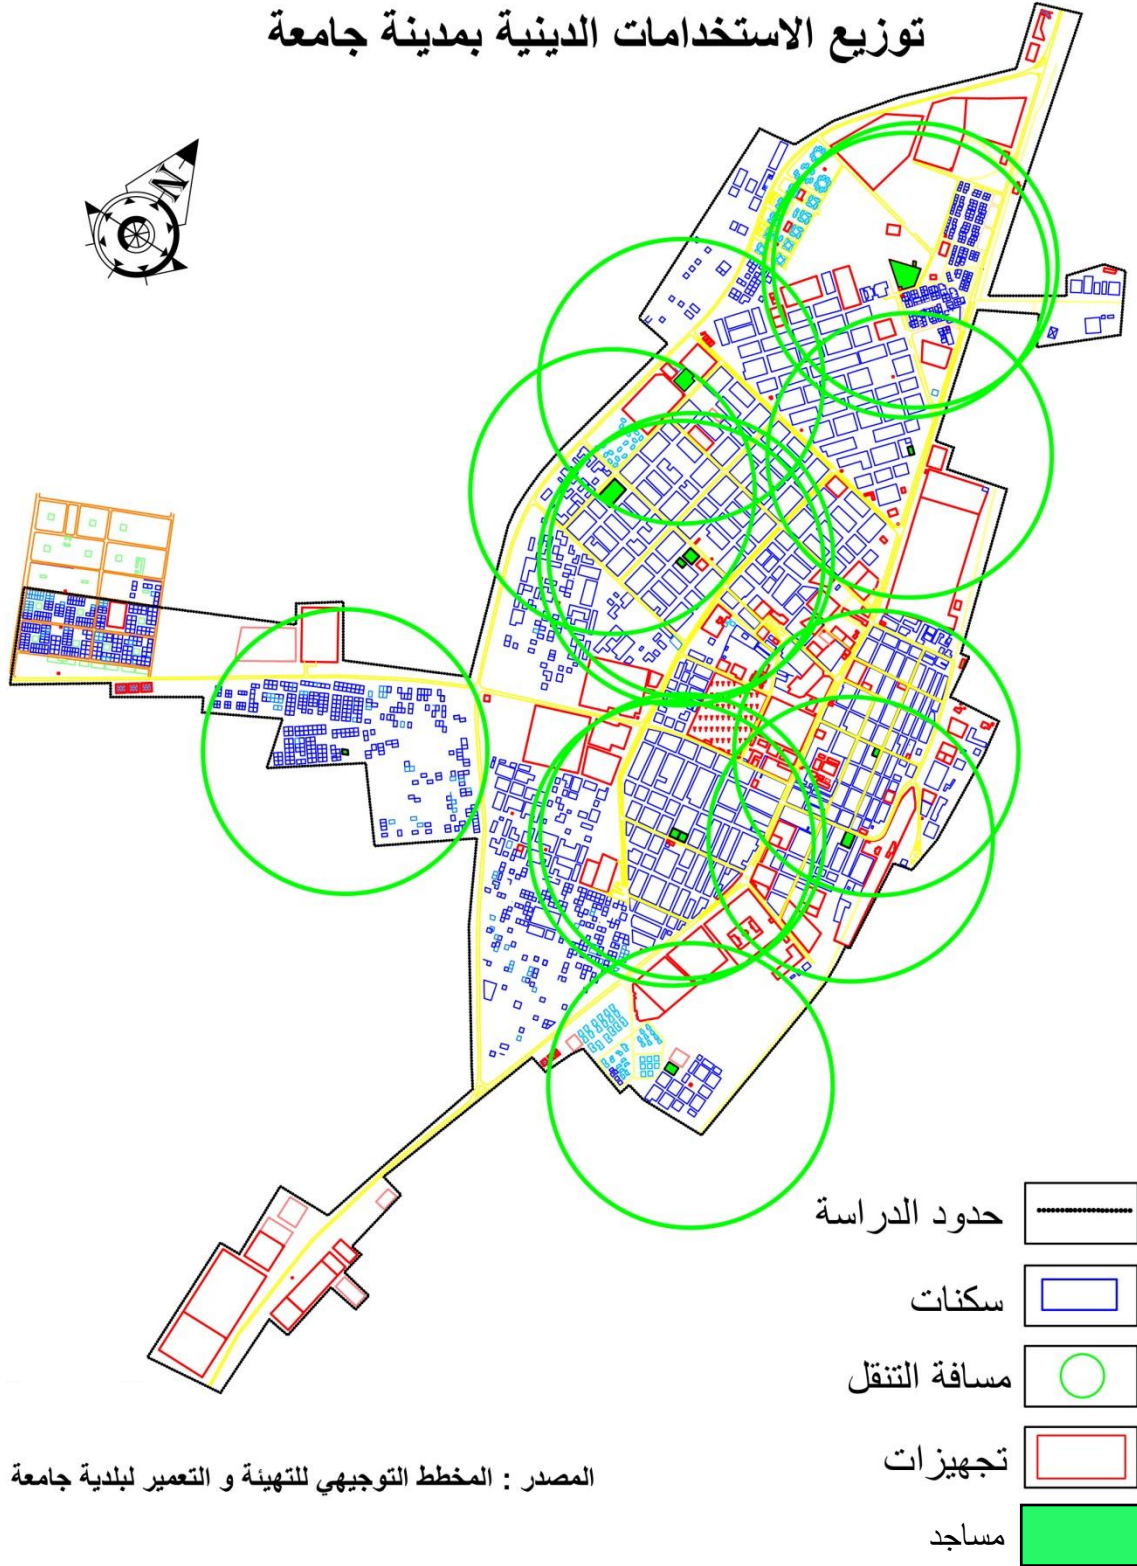 توزيع الاستخدامات الدينية بمدينة جامعة
N
حدود الدراسة
سكنات
مسافة التنقل
تجهيزات
مساجد
المصدر : المخطط التوجيهي للتهيئة و التعمير لبلدية جامعة